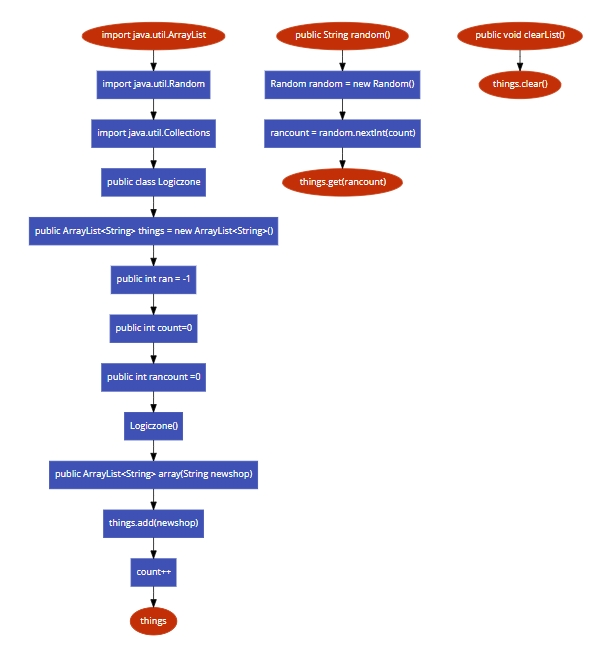 import java.util.ArrayList
import java.util.Random
import java.util.Collections
public class Logiczone
public ArrayList<String> things = new ArrayList<String>()
public int ran = -1
public int count=0
public int rancount =0
Logiczone()
public ArrayList<String> array(String newshop)
things.add(newshop)
count++
things
public String random()
Random random = new Random()
rancount = random.nextInt(count)
things.get(rancount)
public void clearList()
things.clear()